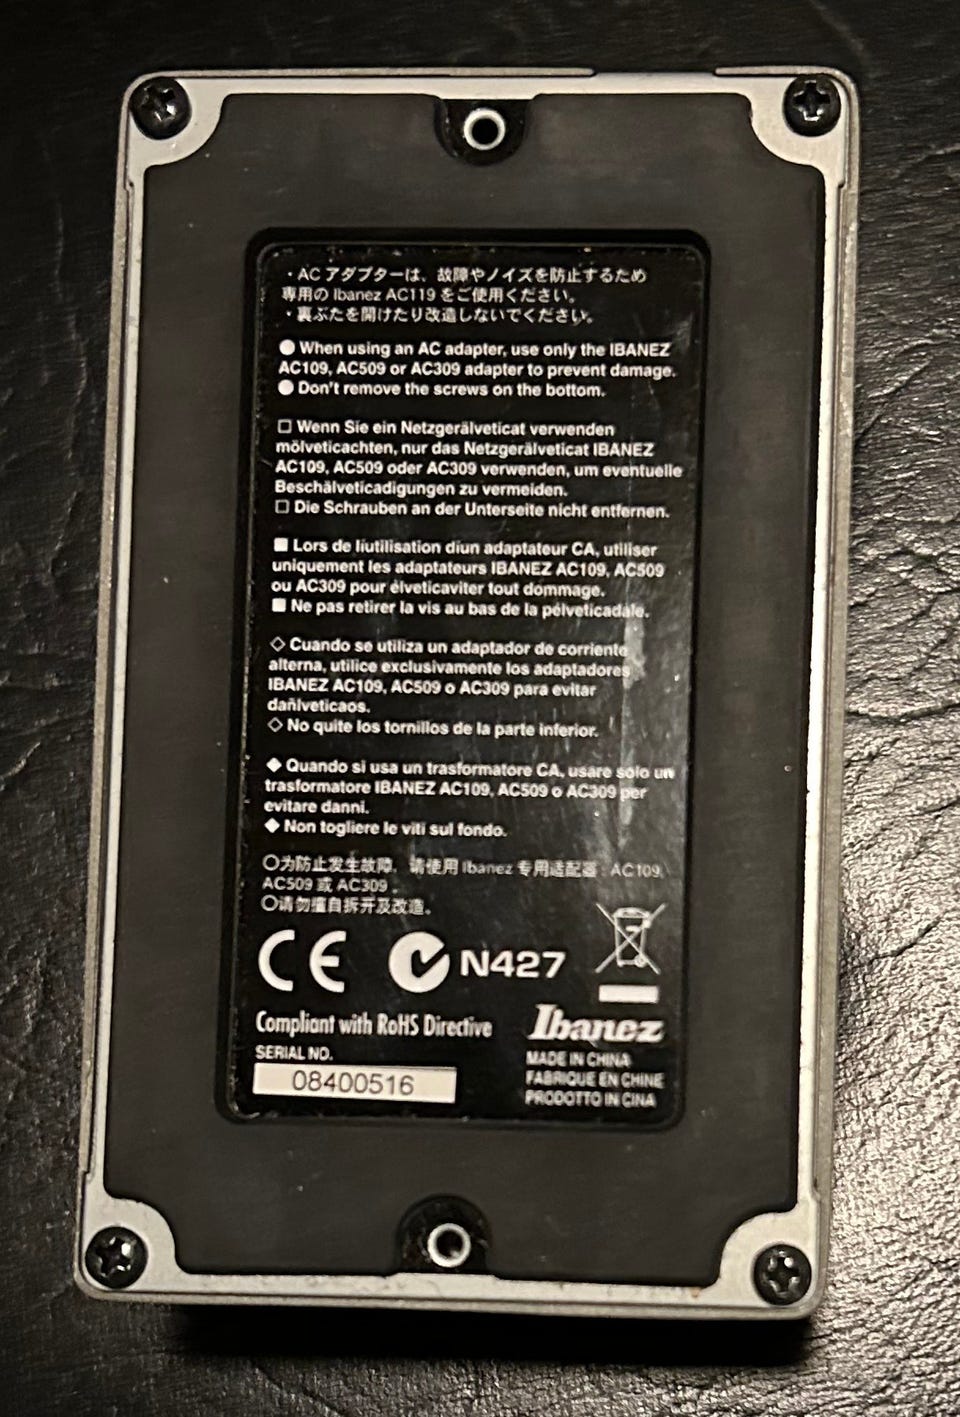 ・AC アダプターは、故障やノイズを防止するため
専用の Ibanez AC119 をご使用ください。
・裏ぶたを開けたり改造しないでください。
● When using an AC adapter, use only the IBANEZ
AC109, AC509 or AC309 adapter to prevent damage.
● Don't remove the screws on the bottom.
□ Wenn Sie ein Netzgerälveticat verwenden
mölveticachten, nur das Netzgerälveticat IBANEZ
AC109, AC509 oder AC309 verwenden, um eventuelle
Beschälveticadigungen zu vermeiden.
□ Die Schrauben an der Unterseite nicht entfernen.
■ Lors de liutilisation diun adaptateur CA, utiliser
uniquement les adaptateurs IBANEZ AC109, AC509
ou AC309 pour élveticaviter tout dommage.
■ Ne pas retirer la vis au bas de la pélveticadale.
◇ Cuando se utiliza un adaptador de corriente
alterna, utilice exclusivamente los adaptadores
IBANEZ AC109, AC509 o AC309 para evitar
dañlveticaos.
◇ No quite los tornillos de la parte inferior.
◆ Quando si usa un trasformatore CA, usare solo un
trasformatore IBANEZ AC109, AC509 o AC309 per
evitare danni.
◆ Non togliere le viti sul fondo.
○为防止发生故障, 请使用 Ibanez 专用适配器 : AC109,
AC509 或 AC309 。
○请勿擅自拆开及改造。
CE N427
Compliant with RoHS Directive
Ibanez
SERIAL NO.
08400516
MADE IN CHINA
FABRIQUE EN CHINE
PRODOTTO IN CINA